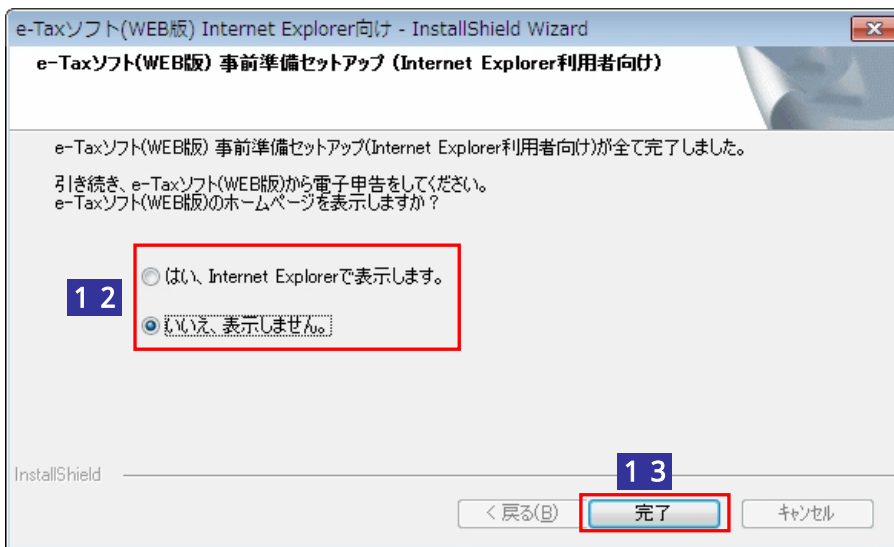 e-Taxソフト(WEB版) Internet Explorer向け - InstallShield Wizard
e-Taxソフト(WEB版) 事前準備セットアップ (Internet Explorer利用者向け)
e-Taxソフト(WEB版) 事前準備セットアップ(Internet Explorer利用者向け)が全て完了しました。
引き続き、e-Taxソフト(WEB版)から電子申告をしてください。
e-Taxソフト(WEB版)のホームページを表示しますか？
はい、Internet Explorerで表示します。
１２
いいえ、表示しません。
InstallShield
１３
< 戻る(B) 完了 キャンセル